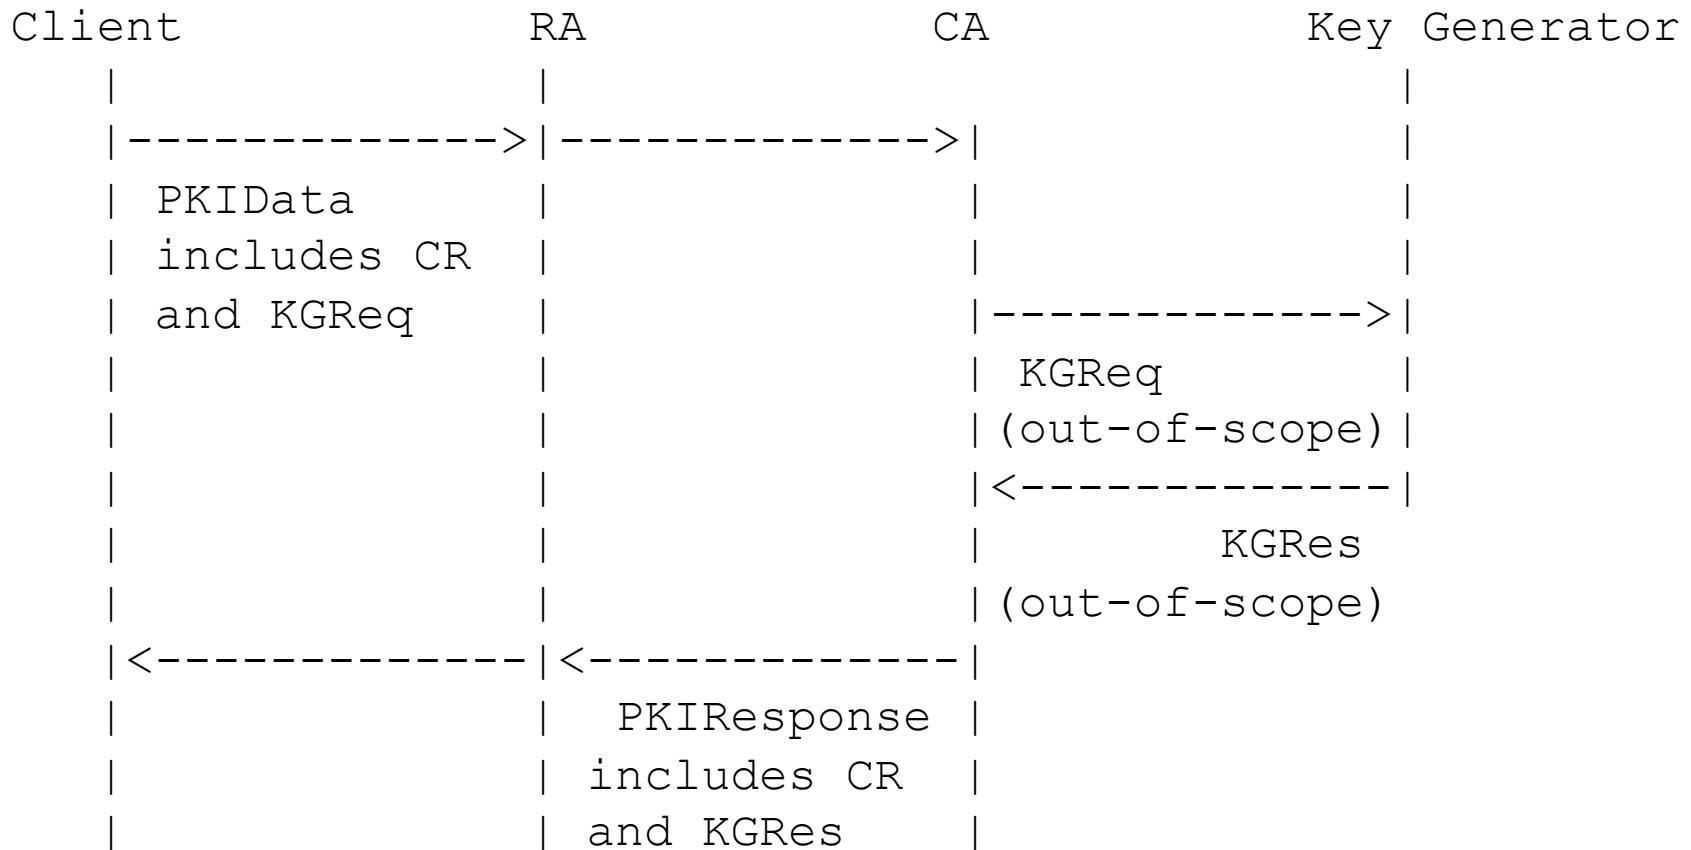 Client            RA            CA           Key Generator
   |              |                             |
   |------------->|------------->|              |
   | PKIData      |              |              |
   | includes CR  |              |              |
   | and KGReq    |              |------------->|
   |              |              | KGReq        |
   |              |              |(out-of-scope)|
   |              |              |<-------------|
   |              |              |        KGRes
   |              |              |(out-of-scope)
   |<-------------|<-------------|
   |              |  PKIResponse |
   |              | includes CR  |
   |              | and KGRes    |